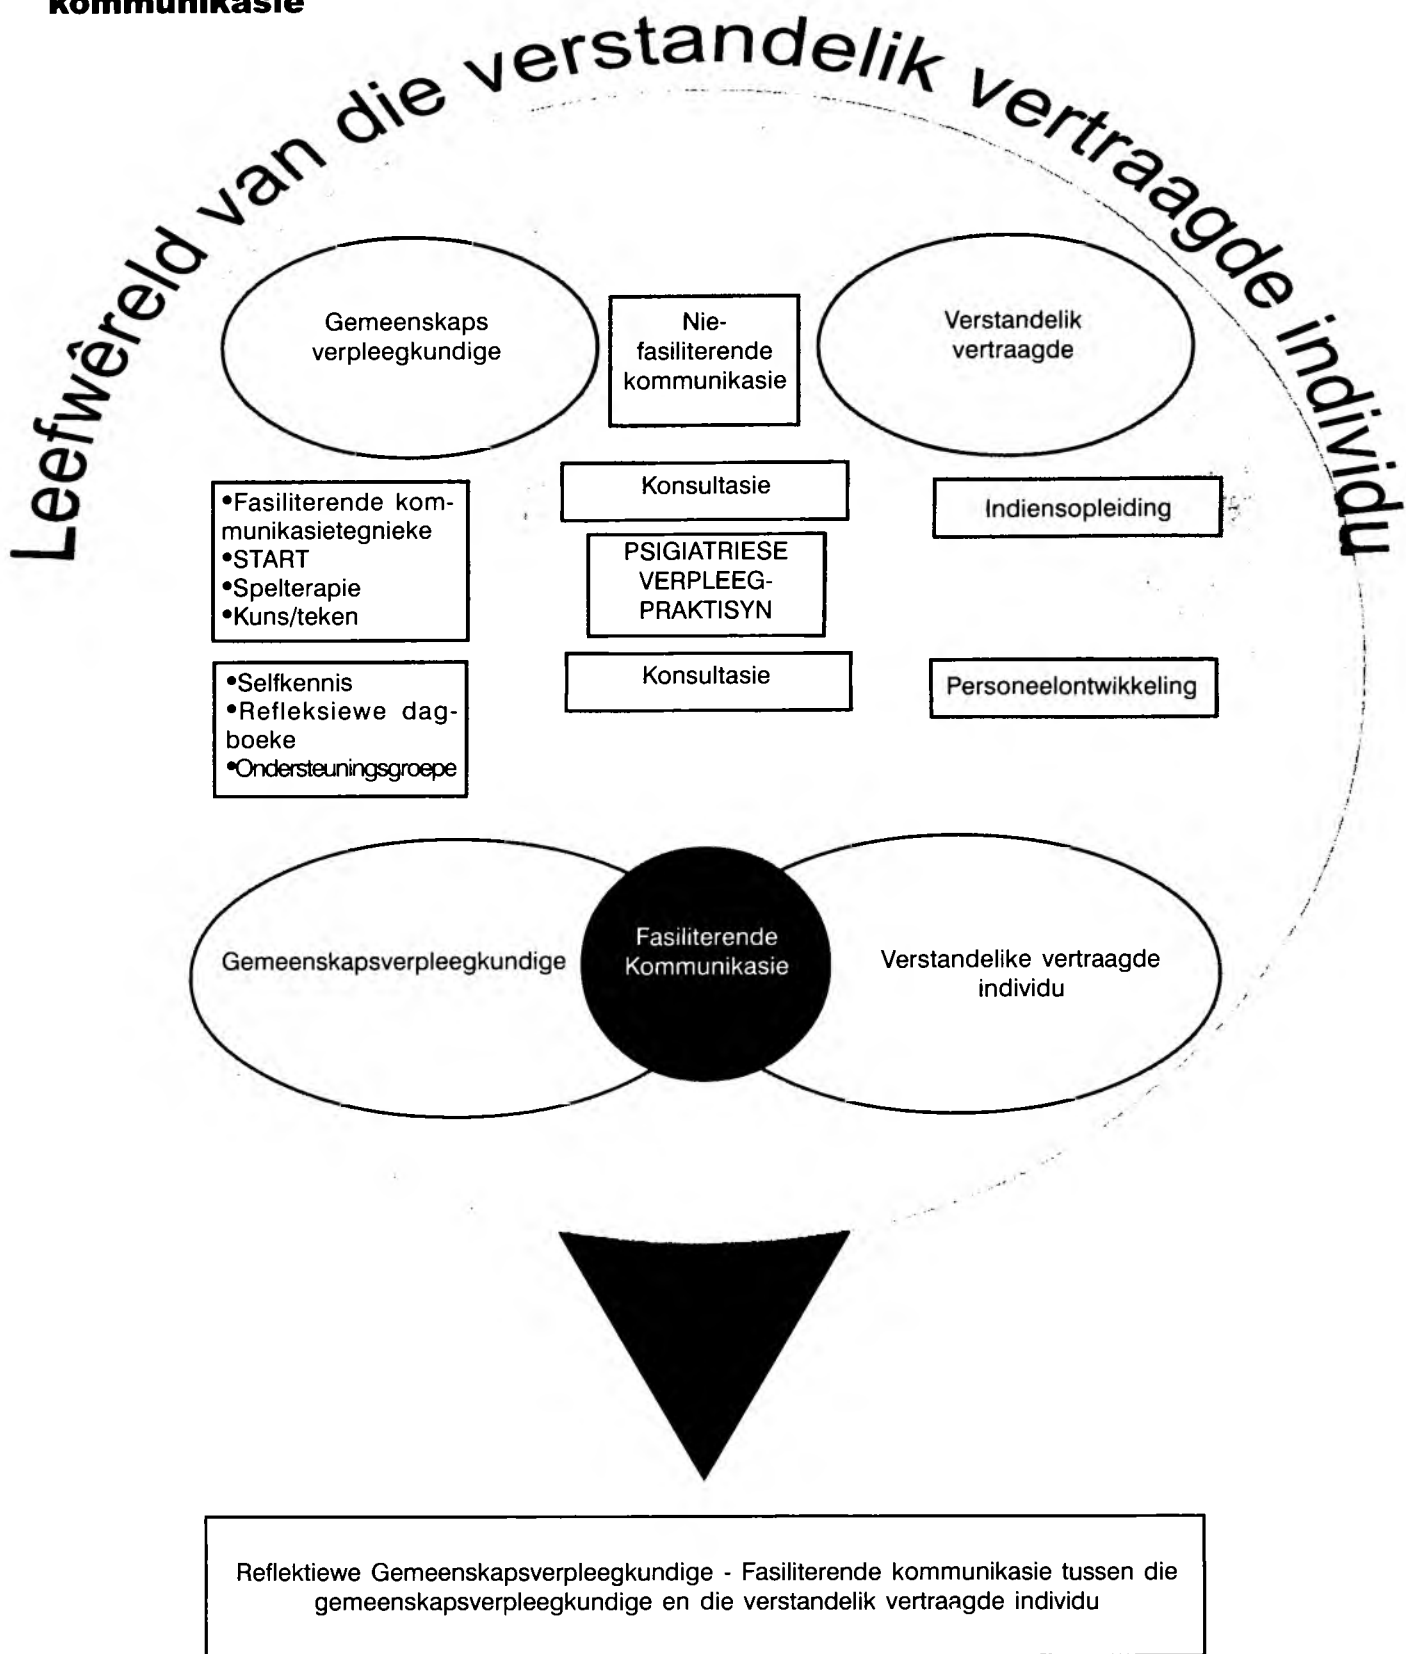 kommunikasie
Leefwêreld van die verstandelik vertraagde individu
Gemeenskaps
verpleegkundige
Nie-
fasiliterende
kommunikasie
Verstandelik
vertraagde
Konsultasie
Indiensopleiding
•Fasiliterende kom-
munikasietegnieke
•START
•Spelterapie
•Kuns/teken
PSIGIATRIESE
VERPLEEG-
PRAKTISYN
•Selfkennis
•Refleksiewe dag-
boeke
•Ondersteuningsgroepe
Konsultasie
Personeelontwikkeling
Gemeenskapsverpleegkundige
Fasiliterende
Kommunikasie
Verstandelike vertraagde
individu
Reflektiewe Gemeenskapsverpleegkundige - Fasiliterende kommunikasie tussen die
gemeenskapsverpleegkundige en die verstandelik vertraagde individu